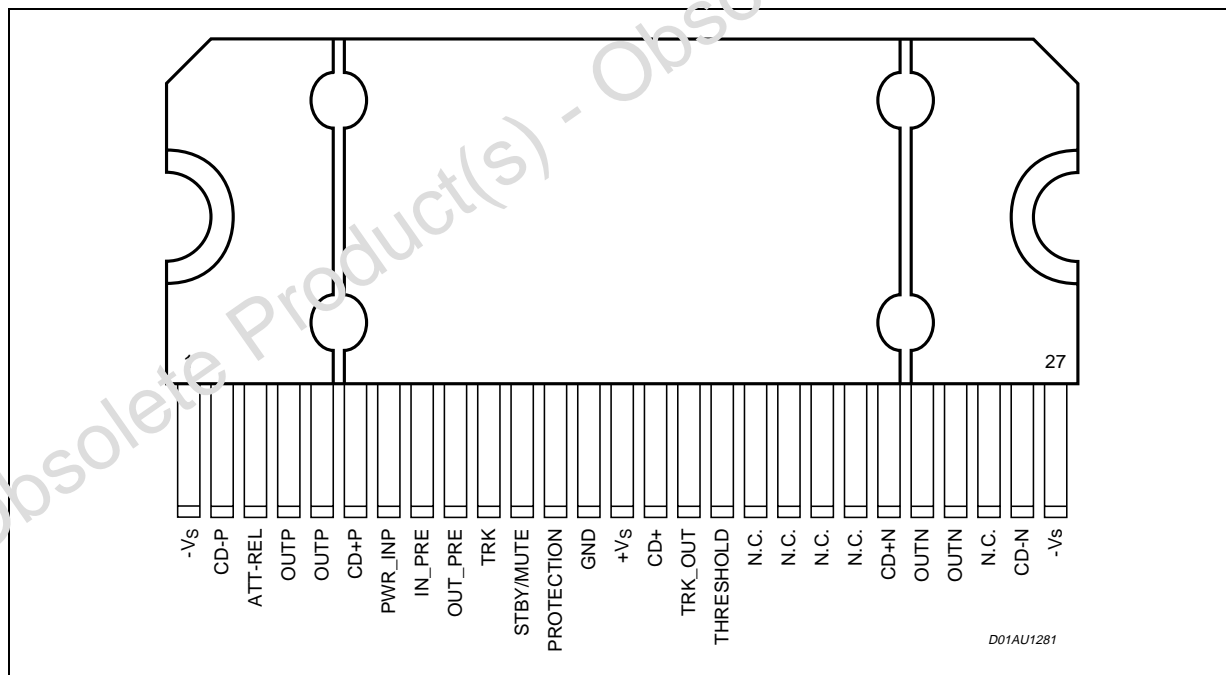 Obsolete Product(s) - Obso
27
-VS
CD-P
ATT-REL
OUTP
OUTP
CD+P
PWR_INP
IN_PRE
OUT_PRE
TRK
STBY/MUTE
PROTECTION
GND
+VS
CD+
TRK_OUT
THRESHOLD
N.C.
N.C.
N.C.
N.C.
CD+N
OUTN
OUTN
N.C.
CD-N
-VS
D01AU1281